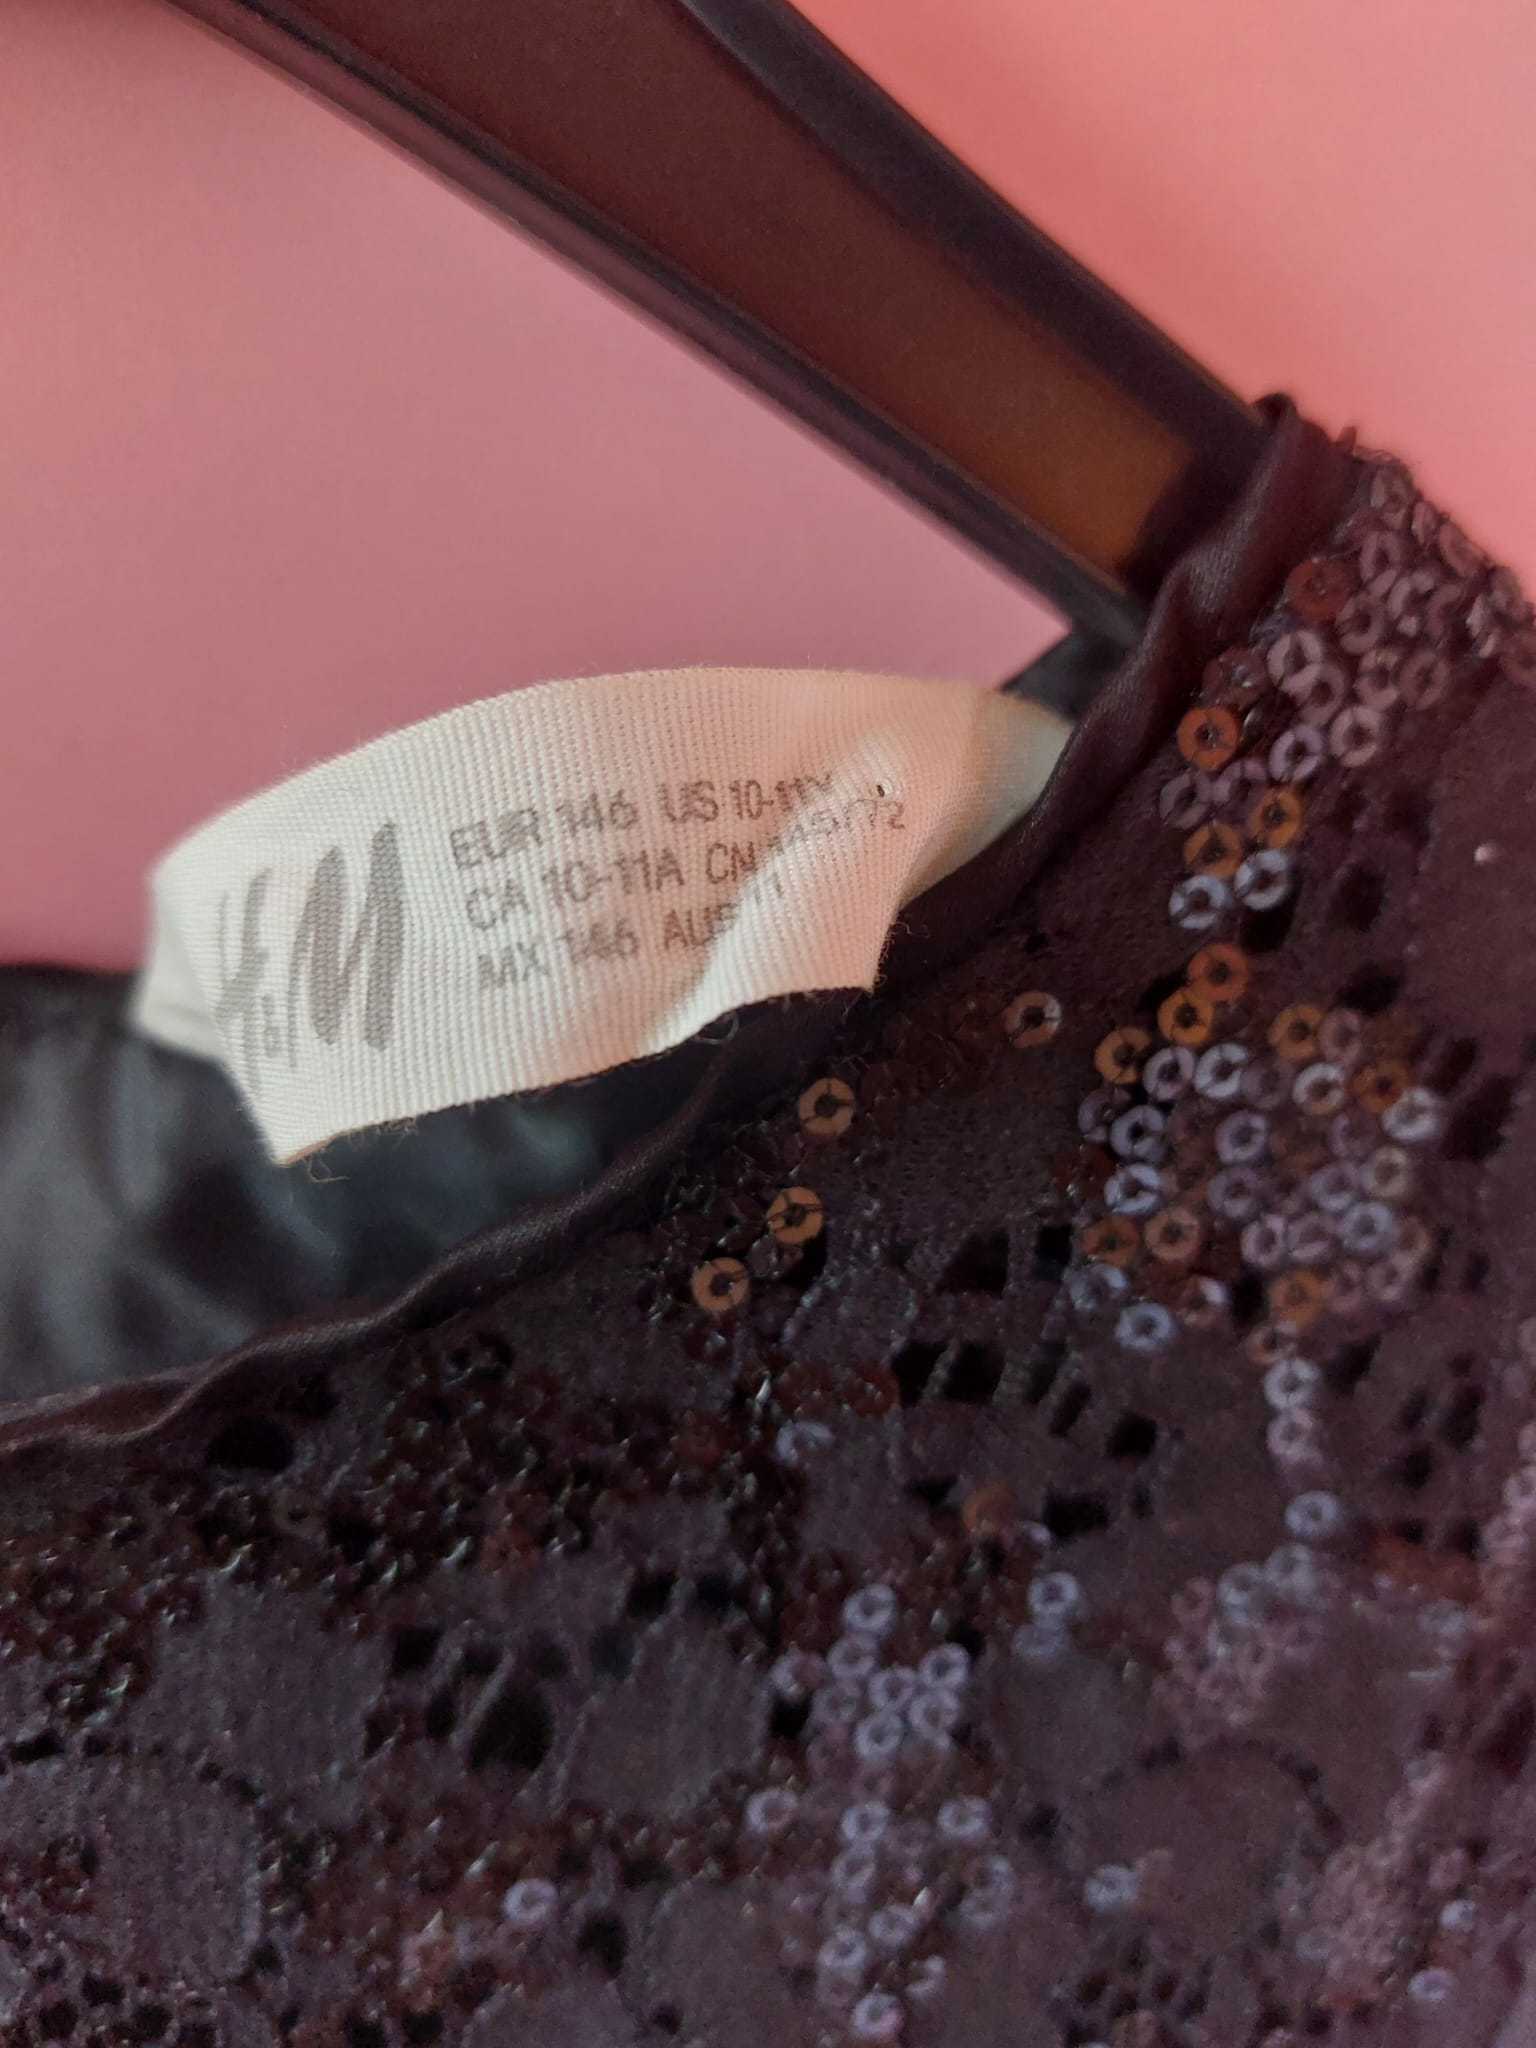 H&M
EUR 146 US 10-11Y
CA 10-11A CN 145/72
MX 146 AUS 11